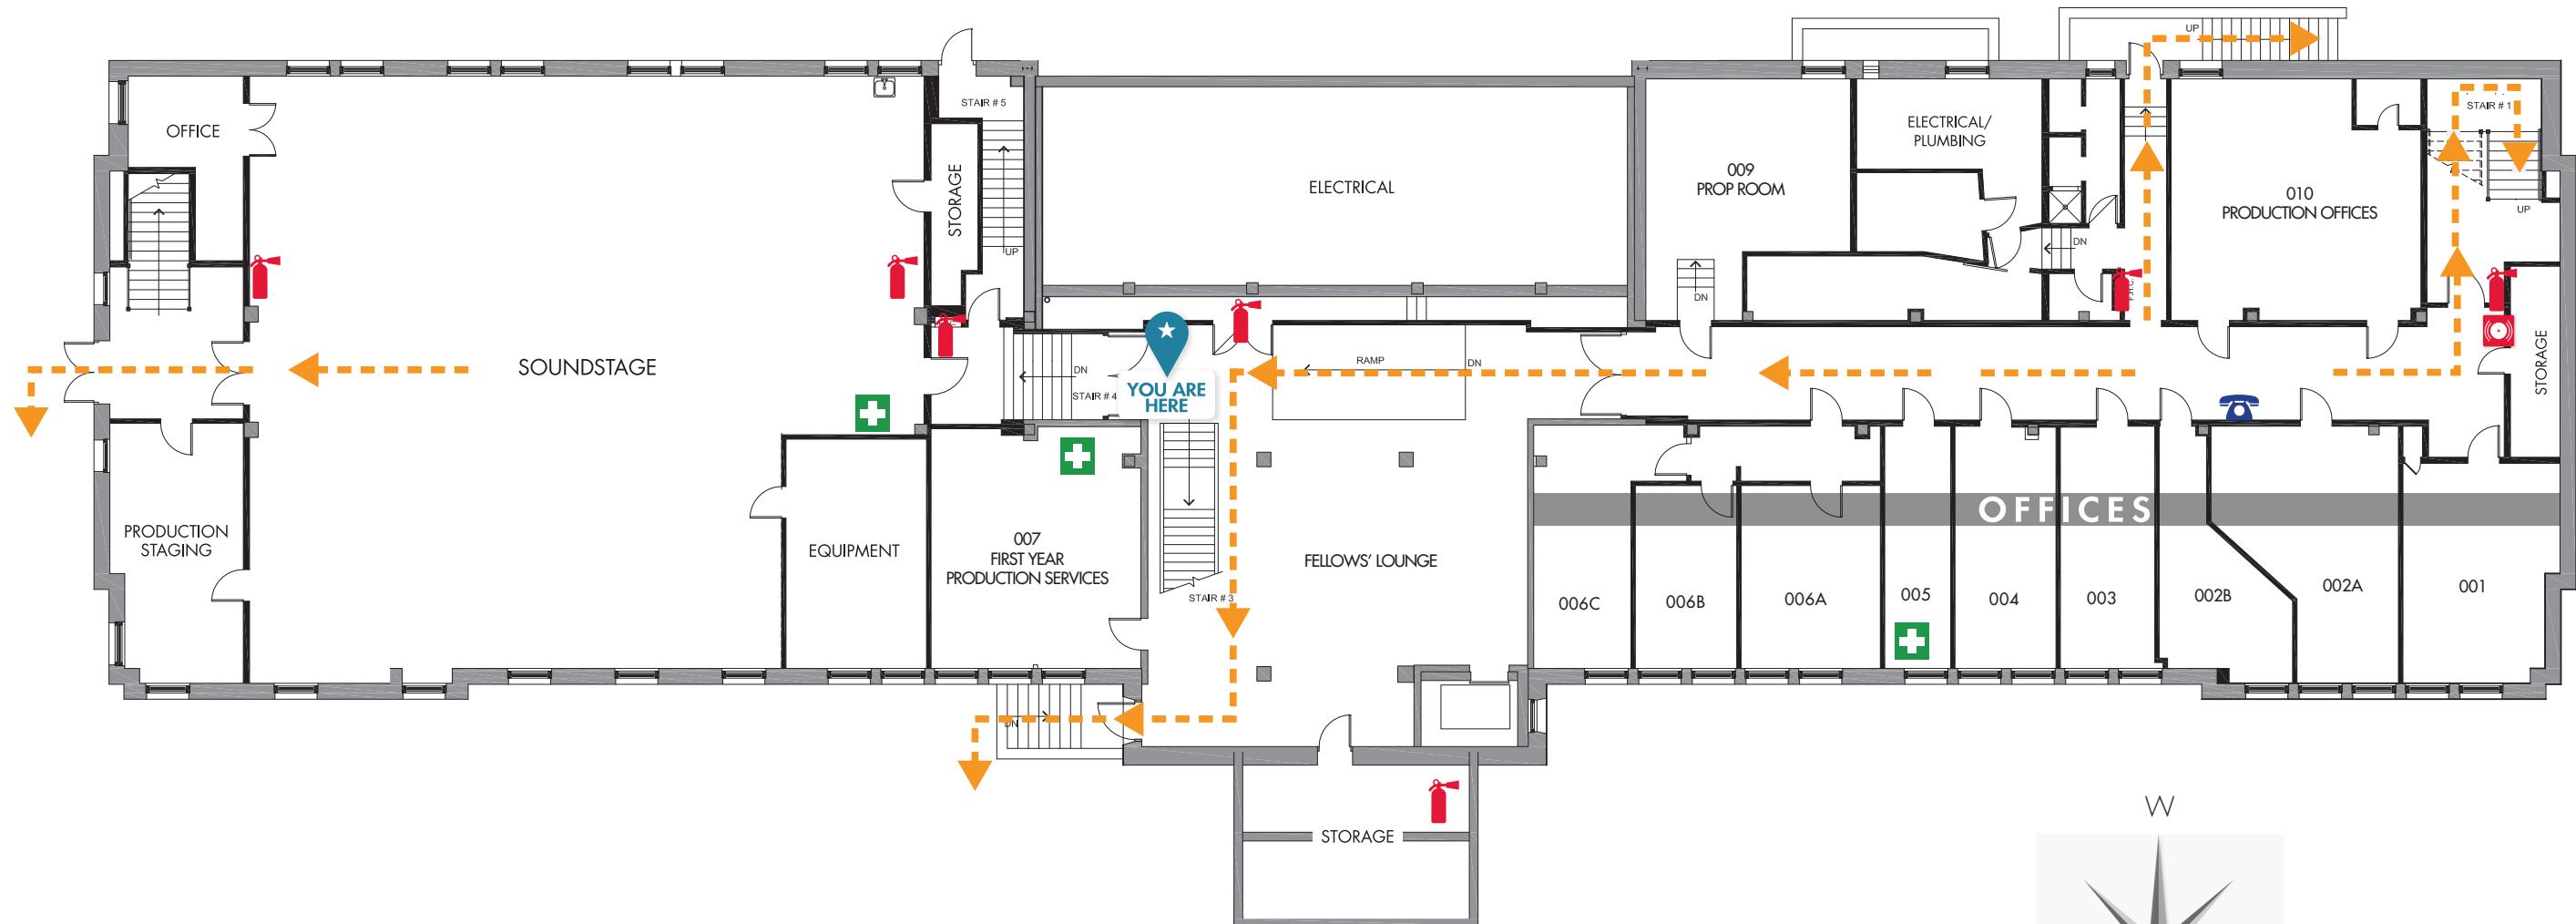 UP
STAIR # 5
STAIR # 1
OFFICE
ELECTRICAL/
PLUMBING
STORAGE
ELECTRICAL
009
PROP ROOM
010
PRODUCTION OFFICES
UP
DN
UP
DN
SOUNDSTAGE
DN
STAIR # 4
YOU ARE
HERE
RAMP
DN
STORAGE
OFFICES
PRODUCTION
STAGING
EQUIPMENT
007
FIRST YEAR
PRODUCTION SERVICES
FELLOWS' LOUNGE
STAIR # 3
006C
006B
006A
005
004
003
002B
002A
001
DN
STORAGE
W